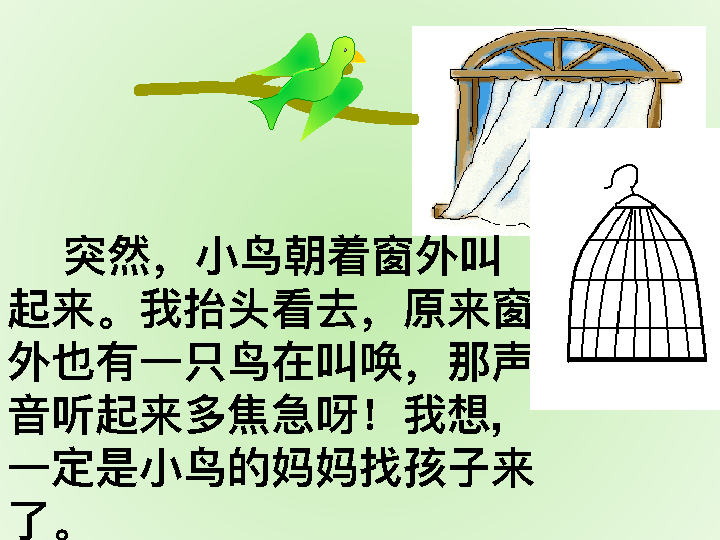 突然，小鸟朝着窗外叫
起来。我抬头看去，原来窗
外也有一只鸟在叫唤，那声
音听起来多焦急呀！我想，
一定是小鸟的妈妈找孩子来
了。